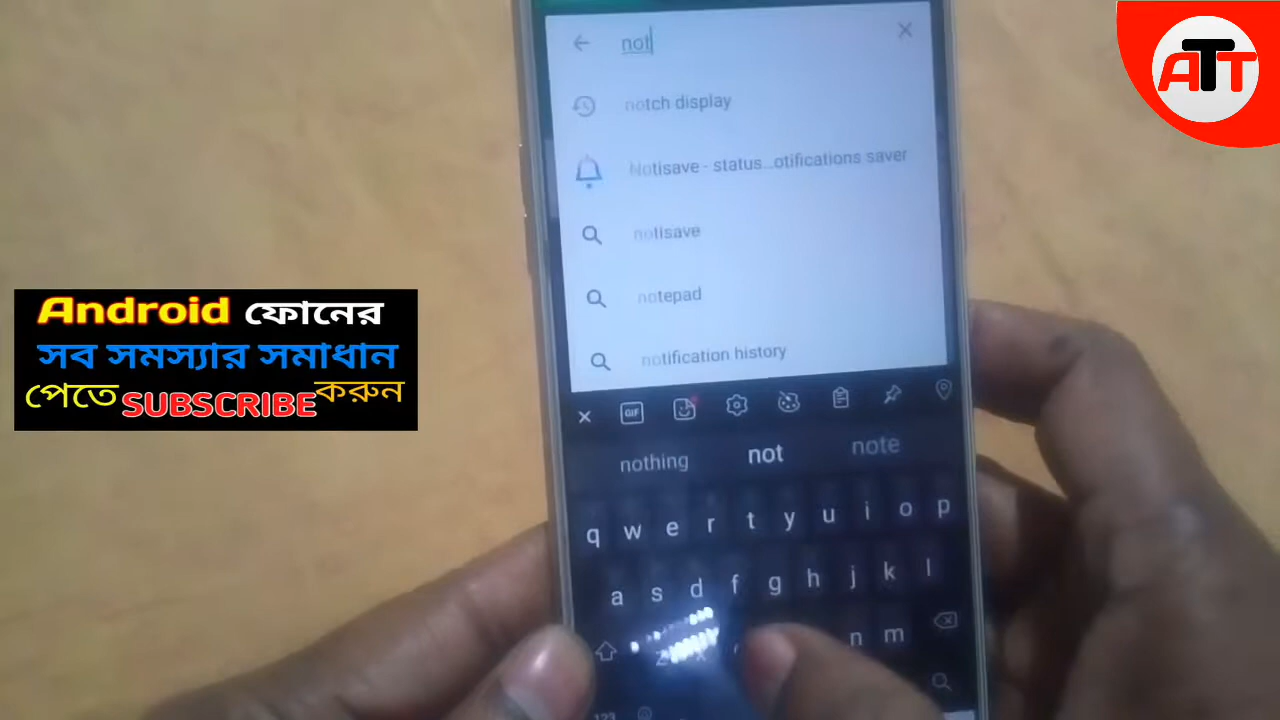 not
notch display
Notisave - status...otifications saver
notisave
notepad
notification history
GIF
nothing not note
q w e r t y u i o p
a s d f g h j k l
z x n m
123
ATT
Android ফোনের
সব সমস্যার সমাধান
পেতে SUBSCRIBE করুন